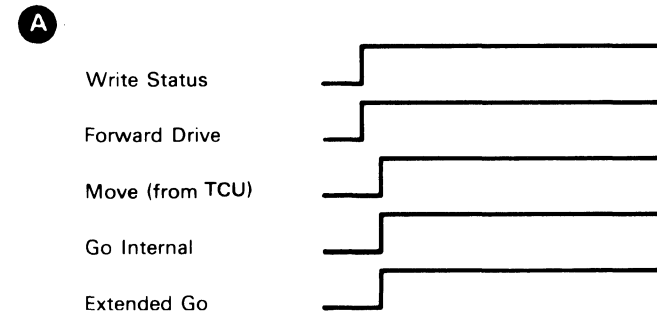 A
Write Status
Forward Drive
Move (from TCU)
Go Internal
Extended Go